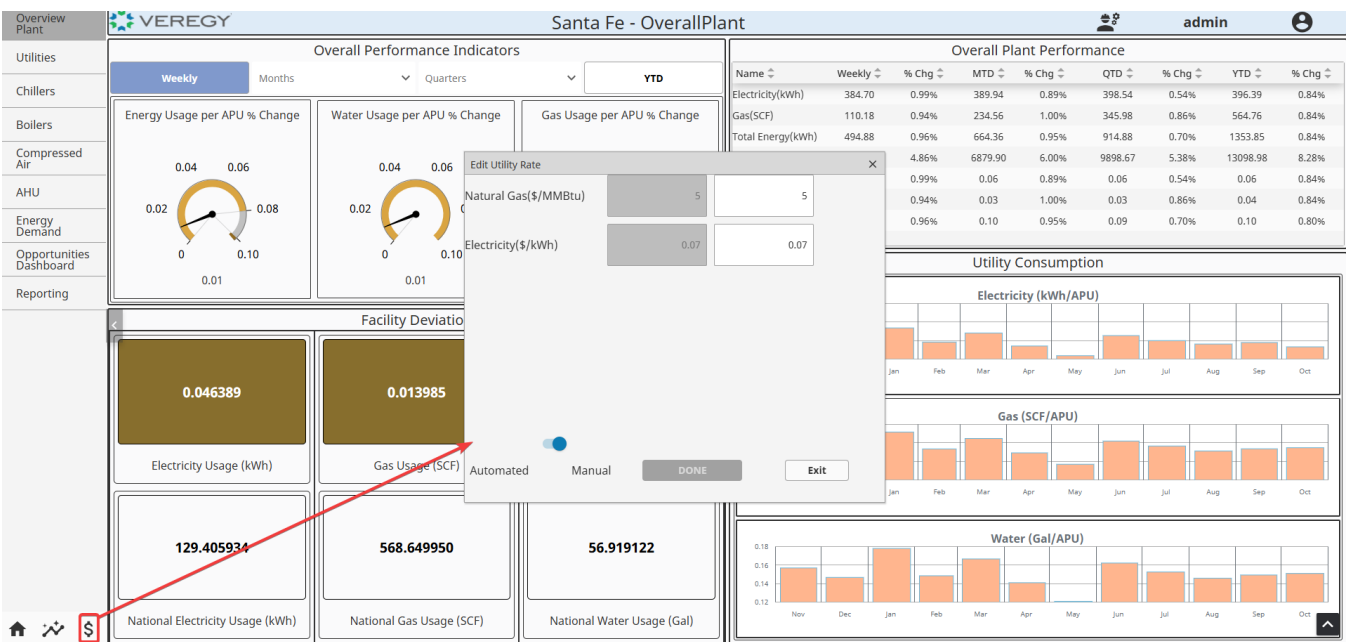 Overview
Plant
Utilities
Chillers
Boilers
Compressed
Air
AHU
Energy
Demand
Opportunities
Dashboard
Reporting
VEREGY
Santa Fe - OverallPlant
admin
Overall Performance Indicators
Weekly
Months
Quarters
YTD
Energy Usage per APU % Change
0.04 0.06
0.02 0.08
0 0.10
0.01
Water Usage per APU % Change
0.04 0.06
0.02
0 0.10
0.01
Gas Usage per APU % Change
Overall Plant Performance
Name Weekly % Chg MTD % Chg QTD % Chg YTD % Chg
Electricity(kWh) 384.70 0.99% 389.94 0.89% 398.54 0.54% 396.39 0.84%
Gas(SCF) 110.18 0.94% 234.56 1.00% 345.98 0.86% 564.76 0.84%
Total Energy(kWh) 494.88 0.96% 664.36 0.95% 914.88 0.70% 1353.85 0.84%
4.86% 6879.90 6.00% 9898.67 5.38% 13098.98 8.28%
0.99% 0.06 0.89% 0.06 0.54% 0.06 0.84%
0.94% 0.03 1.00% 0.03 0.86% 0.04 0.84%
0.96% 0.10 0.95% 0.09 0.70% 0.10 0.80%
Edit Utility Rate
Natural Gas($/MMBtu) 5 5
Electricity($/kWh) 0.07 0.07
Automated
Manual
DONE
Exit
Facility Deviatio
0.046389
Electricity Usage (kWh)
0.013985
Gas Usage (SCF)
129.405934
National Electricity Usage (kWh)
568.649950
National Gas Usage (SCF)
56.919122
National Water Usage (Gal)
Utility Consumption
Electricity (kWh/APU)
Jan Feb Mar Apr May Jun Jul Aug Sep Oct
Gas (SCF/APU)
Jan Feb Mar Apr May Jun Jul Aug Sep Oct
Water (Gal/APU)
0.18
0.16
0.14
0.12
Nov Dec Jan Feb Mar Apr May Jun Jul Aug Sep Oct
$